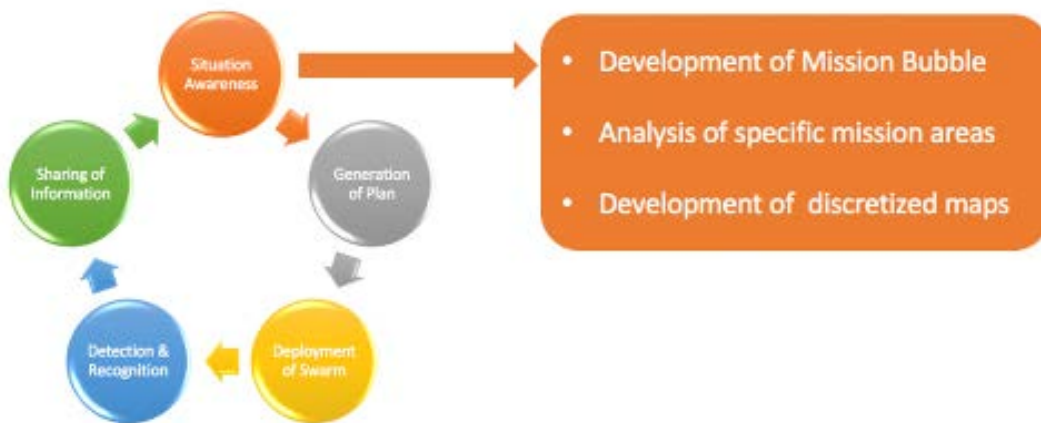 Situation
Awareness
• Development of Mission Bubble
• Analysis of specific mission areas
• Development of discretized maps
Sharing of
Information
Generation
of Plan
Detection &
Recognition
Deployment
of Swarm